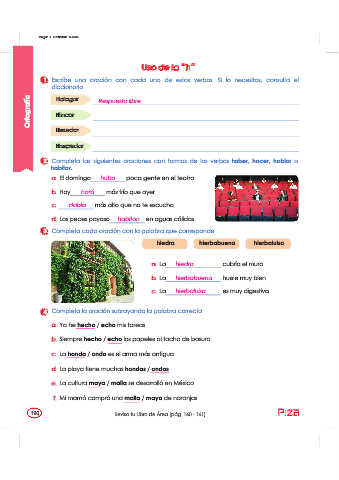 Uso de la "h"
Ortografía
1 Escribe una oración con cada uno de estos verbos. Si lo necesitas, consulta el
diccionario.
Halagar Respuesta libre
Hincar
Heredar
Hospedar
2 Completa las siguientes oraciones con formas de los verbos haber, hacer, hablar o
habitar.
a. El domingo hubo poca gente en el teatro
b. Hoy hará más frío que ayer
c. Habla más alto que no te escucho
d. Los peces payaso habitan en aguas cálidas
3 Completa cada oración con la palabra que corresponde
hiedra hierbabuena hierbaluisa
a. La hiedra cubría el muro
b. La hierbabuena huele muy bien
c. La hierbaluisa es muy digestiva
4 Completa la oración subrayando la palabra correcta
a. Ya he hecho / echo mis tareas
b. Siempre hecho / echo los papeles al tacho de basura
c. La honda / onda es el arma más antigua
d. La playa tiene muchas hondas / ondas
e. La cultura maya / malla se desarrolló en México
f. Mi mamá compró una malla / maya de naranjas
190
Revisa tu Libro de Área (pág. 160 - 161)